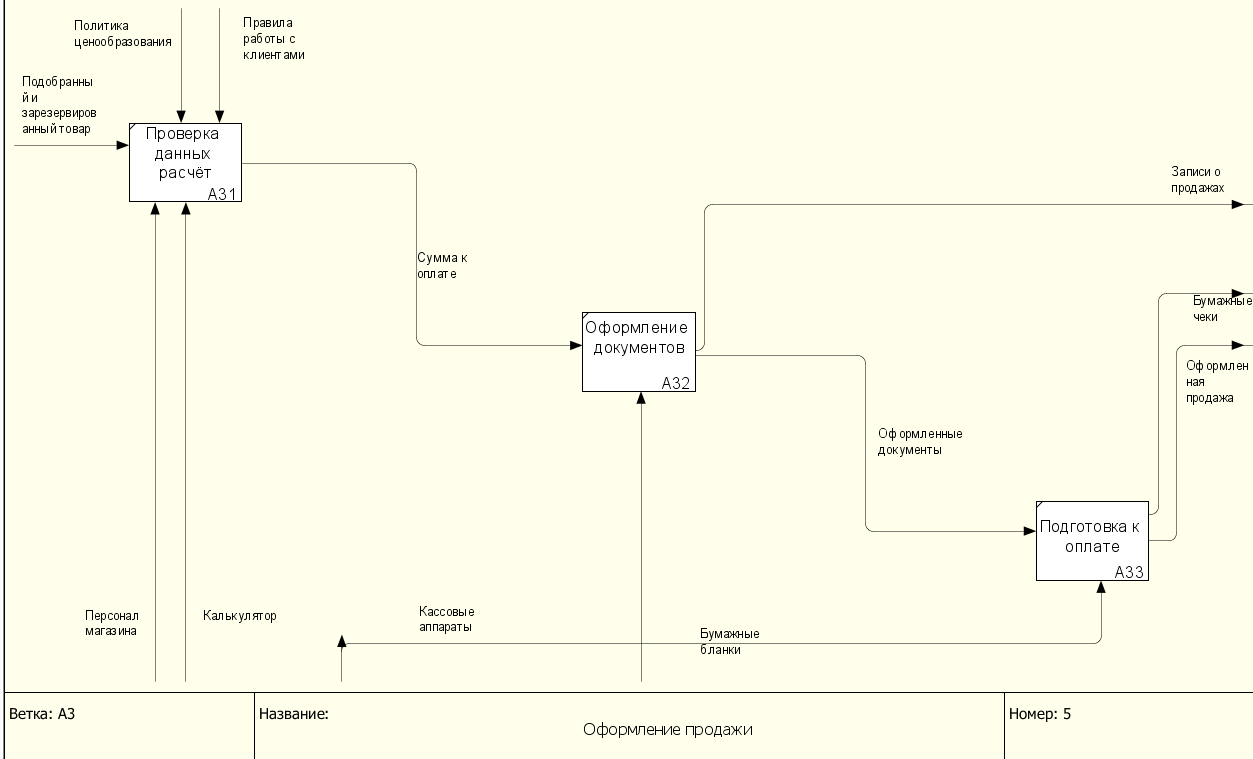 Политика
ценообразования
Правила
работы с
клиентами
Подобранны
й и
зарезервиров
анный товар
Проверка
данных
расчёт
А31
Записи о
продажах
Сумма к
оплате
Бумажные
чеки
Оформление
документов
А32
Оформлен
ная
продажа
Оформленные
документы
Подготовка к
оплате
А33
Персонал
магазина
Калькулятор
Кассовые
аппараты
Бумажные
бланки
Ветка: А3
Название:
Оформление продажи
Номер: 5